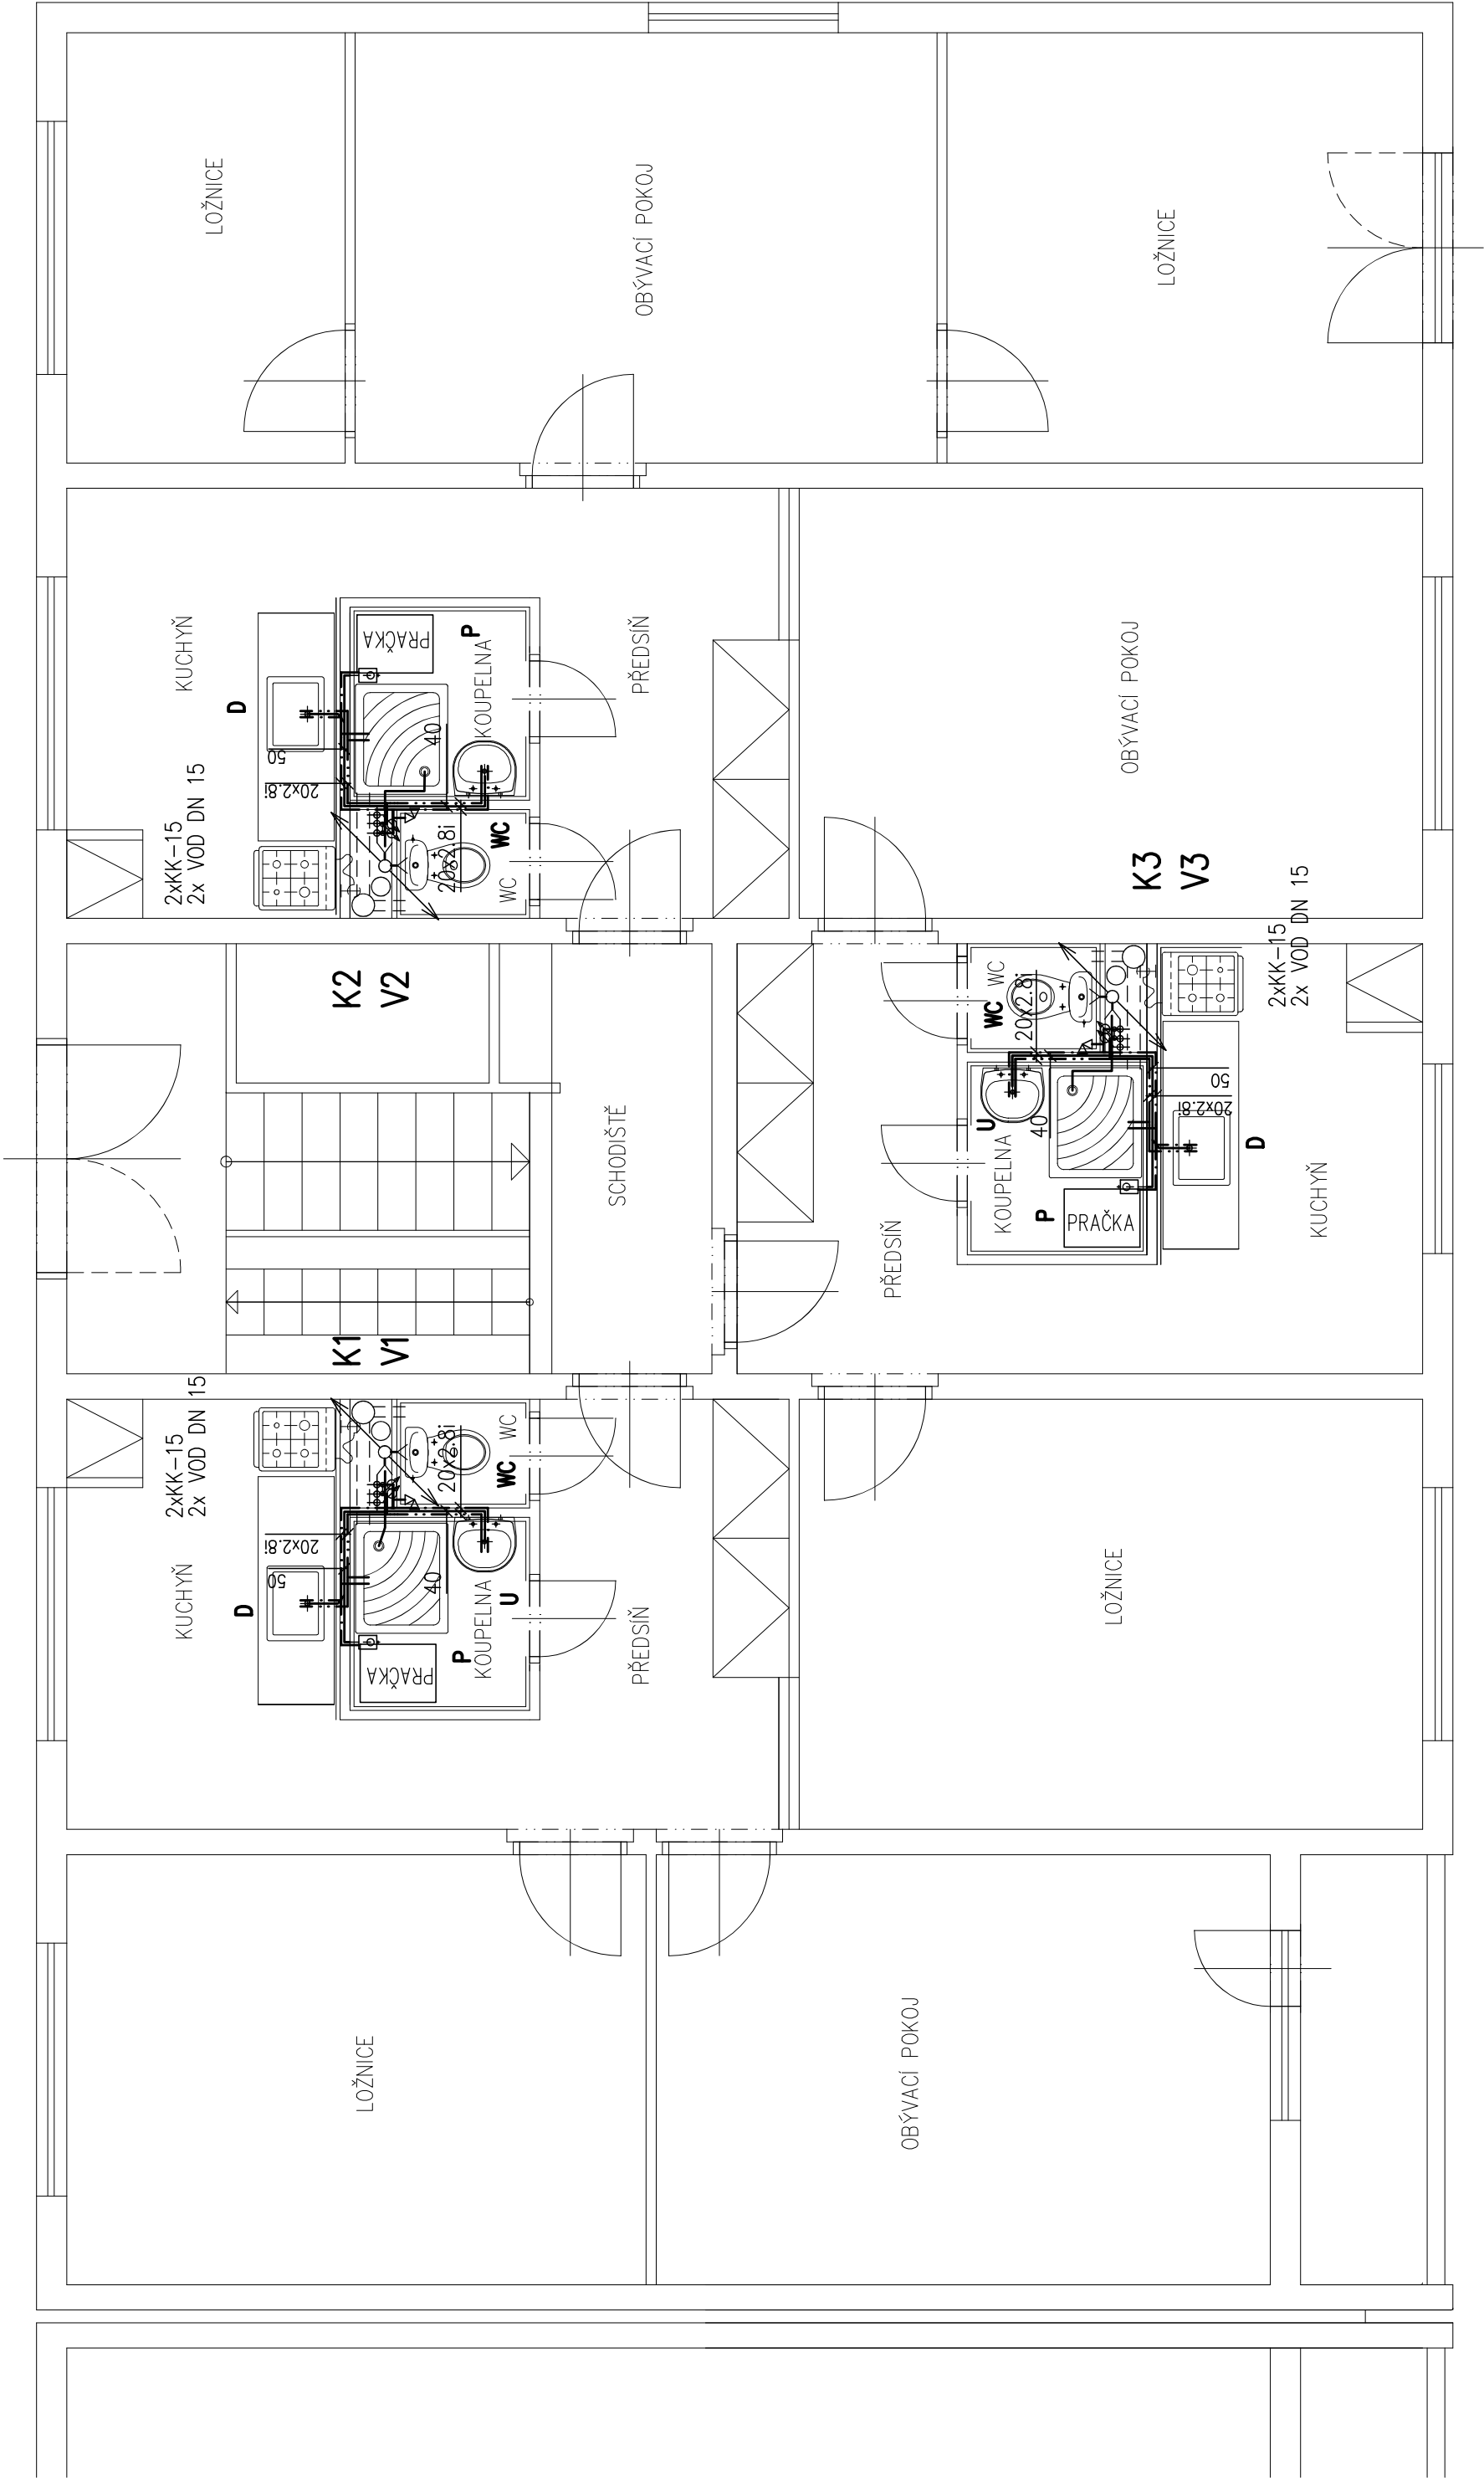 LOŽNICE
OBÝVACÍ POKOJ
LOŽNICE
KUCHYŇ
D
PRAČKA
P
KOUPELNA
PŘEDSÍŇ
OBÝVACÍ POKOJ
50
40
20x2.8i
2xKK-15
2x VOD DN 15
20x2.8i
WC
WC
K3
V3
K2
V2
2xKK-15
2x VOD DN 15
WC
WC
20x2.8i
50
20x2.8i
40
U
KOUPELNA
D
P
PRAČKA
KUCHYŇ
PŘEDSÍŇ
SCHODIŠTĚ
K1
V1
2xKK-15
2x VOD DN 15
20x2.8i
WC
WC
20x2.8i
50
40
KUCHYŇ
D
U
P
KOUPELNA
PRAČKA
PŘEDSÍŇ
LOŽNICE
LOŽNICE
OBÝVACÍ POKOJ